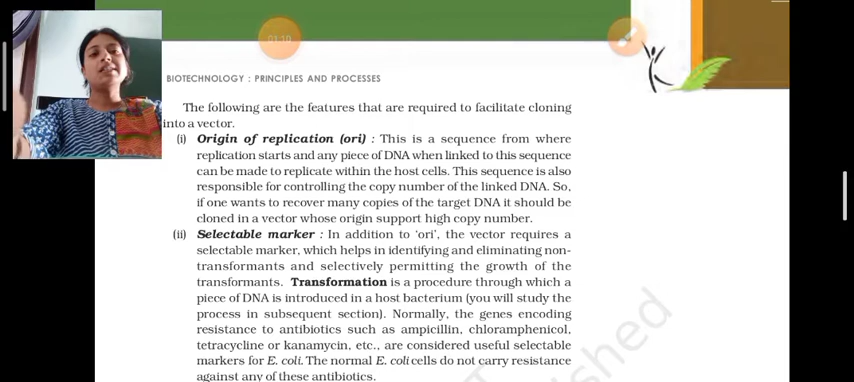 01:10
BIOTECHNOLOGY : PRINCIPLES AND PROCESSES
The following are the features that are required to facilitate cloning
into a vector.
(i) Origin of replication (ori) : This is a sequence from where
replication starts and any piece of DNA when linked to this sequence
can be made to replicate within the host cells. This sequence is also
responsible for controlling the copy number of the linked DNA. So,
if one wants to recover many copies of the target DNA it should be
cloned in a vector whose origin support high copy number.
(ii) Selectable marker : In addition to ‘ori’, the vector requires a
selectable marker, which helps in identifying and eliminating non-
transformants and selectively permitting the growth of the
transformants. Transformation is a procedure through which a
piece of DNA is introduced in a host bacterium (you will study the
process in subsequent section). Normally, the genes encoding
resistance to antibiotics such as ampicillin, chloramphenicol,
tetracycline or kanamycin, etc., are considered useful selectable
markers for E. coli. The normal E. coli cells do not carry resistance
against any of these antibiotics.